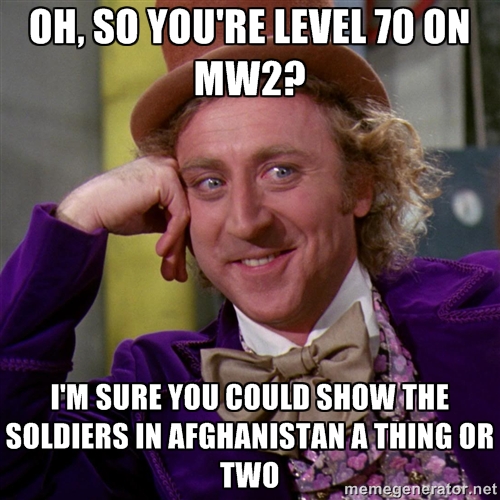 OH, SO YOU'RE LEVEL 70 ON
MW2?
I'M SURE YOU COULD SHOW THE
SOLDIERS IN AFGHANISTAN A THING OR
TWO
memegenerator.net